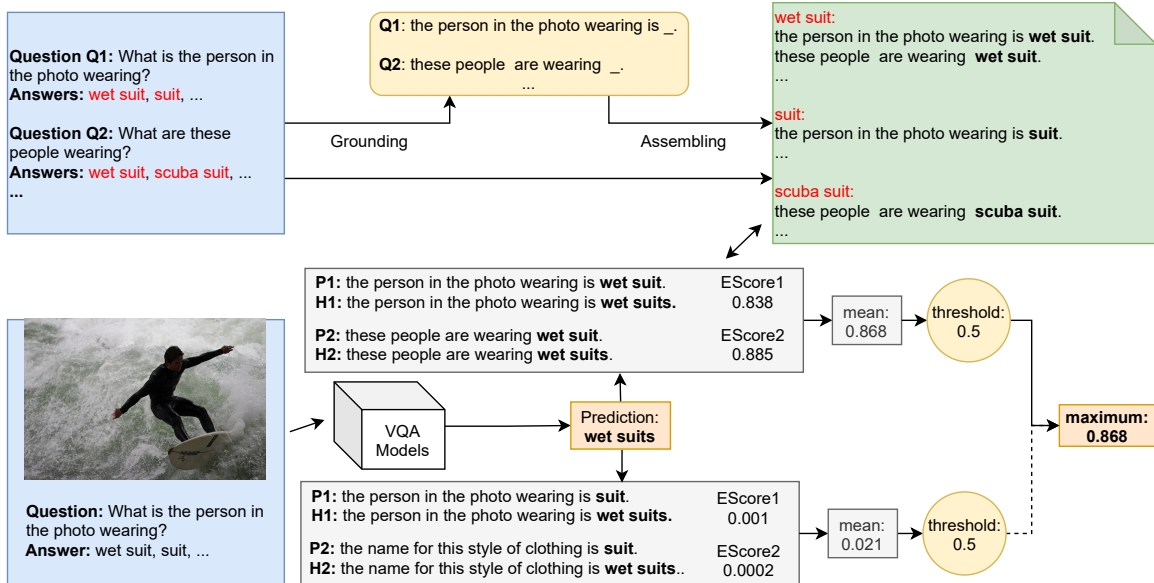 Question Q1: What is the person in
the photo wearing?
Answers: wet suit, suit, ...
Question Q2: What are these
people wearing?
Answers: wet suit, scuba suit, ...
...
Q1: the person in the photo wearing is _.
Q2: these people are wearing _.
...
Grounding
Assembling
wet suit:
the person in the photo wearing is wet suit.
these people are wearing wet suit.
...
suit:
the person in the photo wearing is suit.
...
scuba suit:
these people are wearing scuba suit.
...
P1: the person in the photo wearing is wet suit. EScore1
H1: the person in the photo wearing is wet suits. 0.838
P2: these people are wearing wet suit. EScore2
H2: these people are wearing wet suits. 0.885
mean:
0.868
threshold:
0.5
Question: What is the person in
the photo wearing?
Answer: wet suit, suit, ...
VQA
Models
Prediction:
wet suits
maximum:
0.868
P1: the person in the photo wearing is suit. EScore1
H1: the person in the photo wearing is wet suits. 0.001
P2: the name for this style of clothing is suit. EScore2
H2: the name for this style of clothing is wet suits.. 0.0002
mean:
0.021
threshold:
0.5